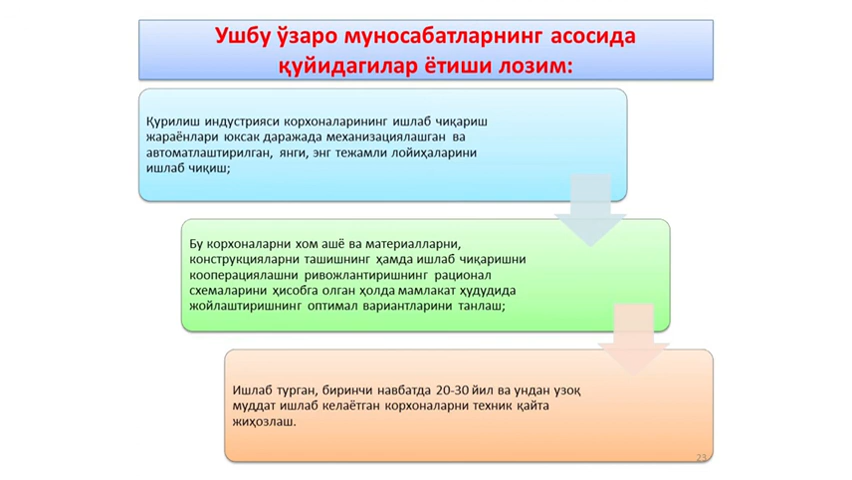 Ушбу ўзаро муносабатларнинг асосида
қуйидагилар ётиши лозим:
Қурилиш индустрияси корхоналарининг ишлаб чиқариш
жараёнлари юксак даражада механизациялашган ва
автоматлаштирилган, янги, энг тежамли лойиҳаларини
ишлаб чиқиш;
Бу корхоналарни хом ашё ва материалларни,
конструкцияларни ташишнинг ҳамда ишлаб чиқаришни
кооперациялашни ривожлантиришнинг рационал
схемаларини ҳисобга олган ҳолда мамлакат ҳудудида
жойлаштиришнинг оптимал вариантларини танлаш;
Ишлаб турган, биринчи навбатда 20-30 йил ва ундан узоқ
муддат ишлаб келаётган корхоналарни техник қайта
жиҳозлаш.
23